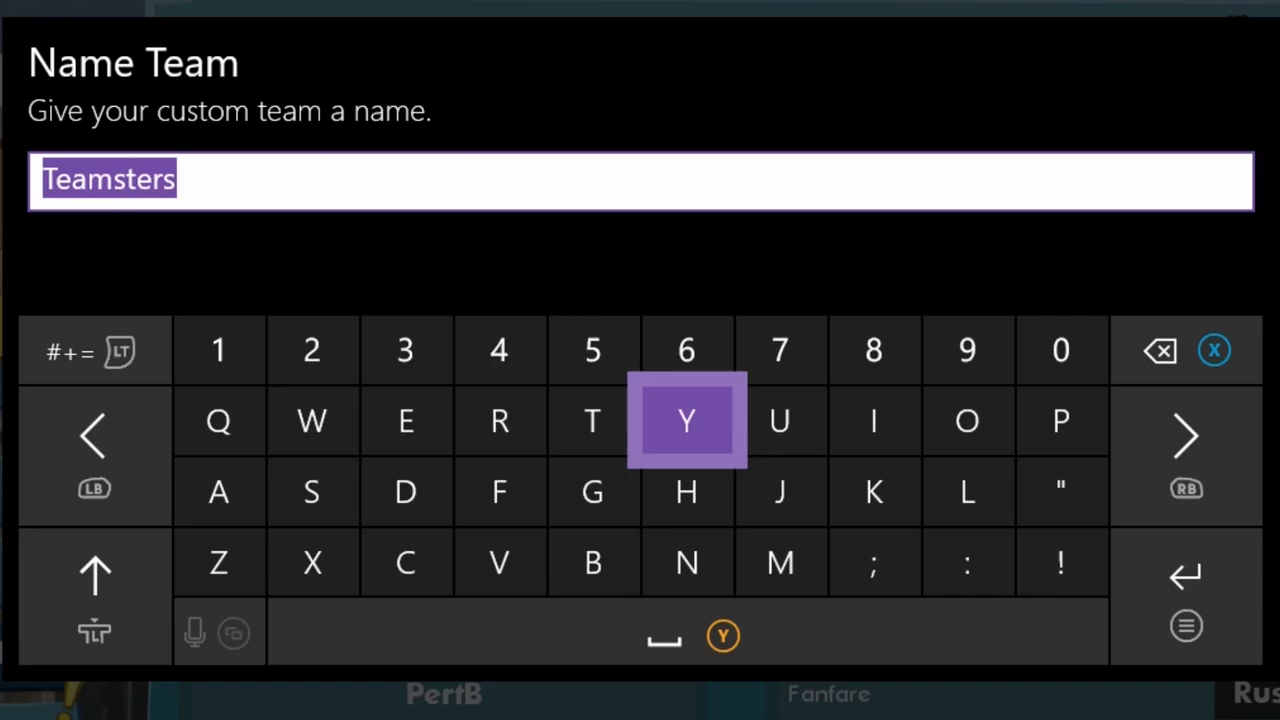 Name Team
Give your custom team a name.
Teamsters
#+= LT 1 2 3 4 5 6 7 8 9 0 X
Q W E R T Y U I O P
LB A S D F G H J K L " RB
Z X C V B N M ; : !
Y
PertB Fanfare Rus